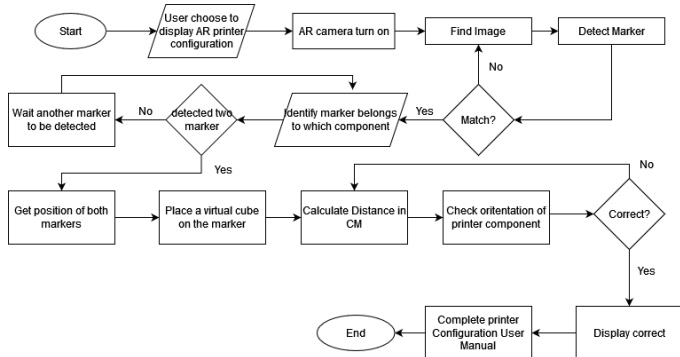 Start
User choose to
display AR printer
configuration
AR camera turn on
Find Image
Detect Marker
No
Wait another marker
to be detected
No
detected two
marker
Identify marker belongs
to which component
Yes
Match?
Yes
No
Get position of both
markers
Place a virtual cube
on the marker
Calculate Distance in
CM
Check oritentation of
printer component
Correct?
Yes
End
Complete printer
Configuration User
Manual
Display correct